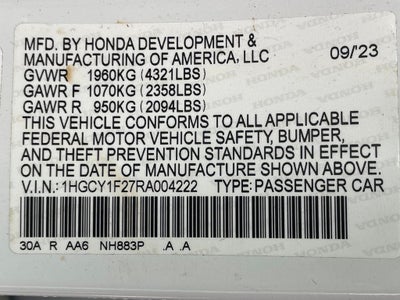 MFD. BY HONDA DEVELOPMENT &
MANUFACTURING OF AMERICA, LLC 09/'23
GVWR 1960KG (4321LBS)
GAWR F 1070KG (2358LBS)
GAWR R 950KG (2094LBS)
THIS VEHICLE CONFORMS TO ALL APPLICABLE
FEDERAL MOTOR VEHICLE SAFETY, BUMPER,
AND THEFT PREVENTION STANDARDS IN EFFECT
ON THE DATE OF MANUFACTURE SHOWN ABOVE.
V.I.N.: 1HGCY1F27RA004222 TYPE: PASSENGER CAR
30A R AA6 NH883P .A .A
HONDA